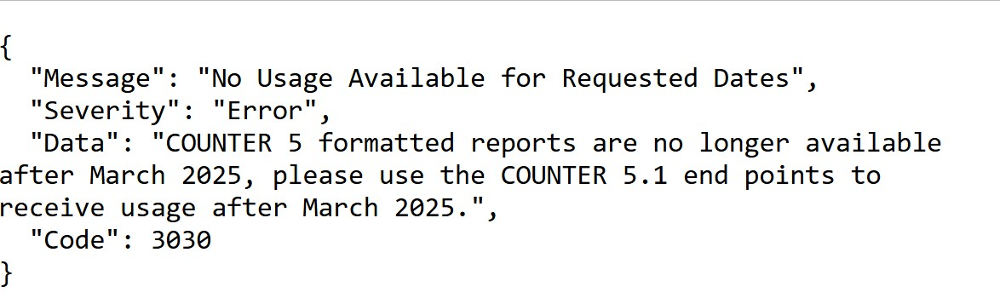 {
"Message": "No Usage Available for Requested Dates",
"Severity": "Error",
"Data": "COUNTER 5 formatted reports are no longer available
after March 2025, please use the COUNTER 5.1 end points to
receive usage after March 2025.",
"Code": 3030
}